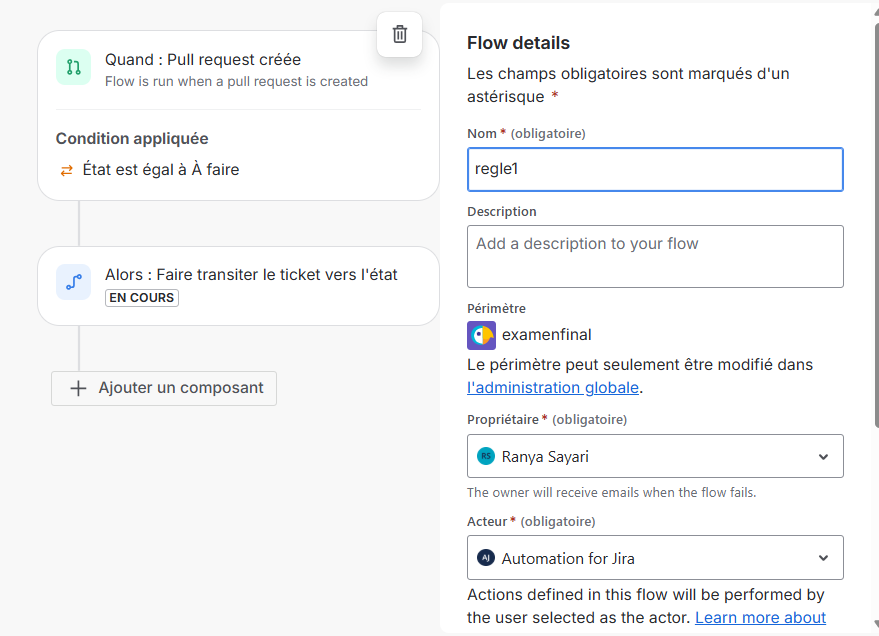 Quand : Pull request créée
Flow is run when a pull request is created
Condition appliquée
État est égal à À faire
Alors : Faire transiter le ticket vers l'état
EN COURS
Ajouter un composant
Flow details
Les champs obligatoires sont marqués d'un
astérisque *
Nom * (obligatoire)
regle1
Description
Add a description to your flow
Périmètre
examenfinal
Le périmètre peut seulement être modifié dans
l'administration globale.
Propriétaire * (obligatoire)
RS Ranya Sayari
The owner will receive emails when the flow fails.
Acteur * (obligatoire)
AJ Automation for Jira
Actions defined in this flow will be performed by
the user selected as the actor. Learn more about